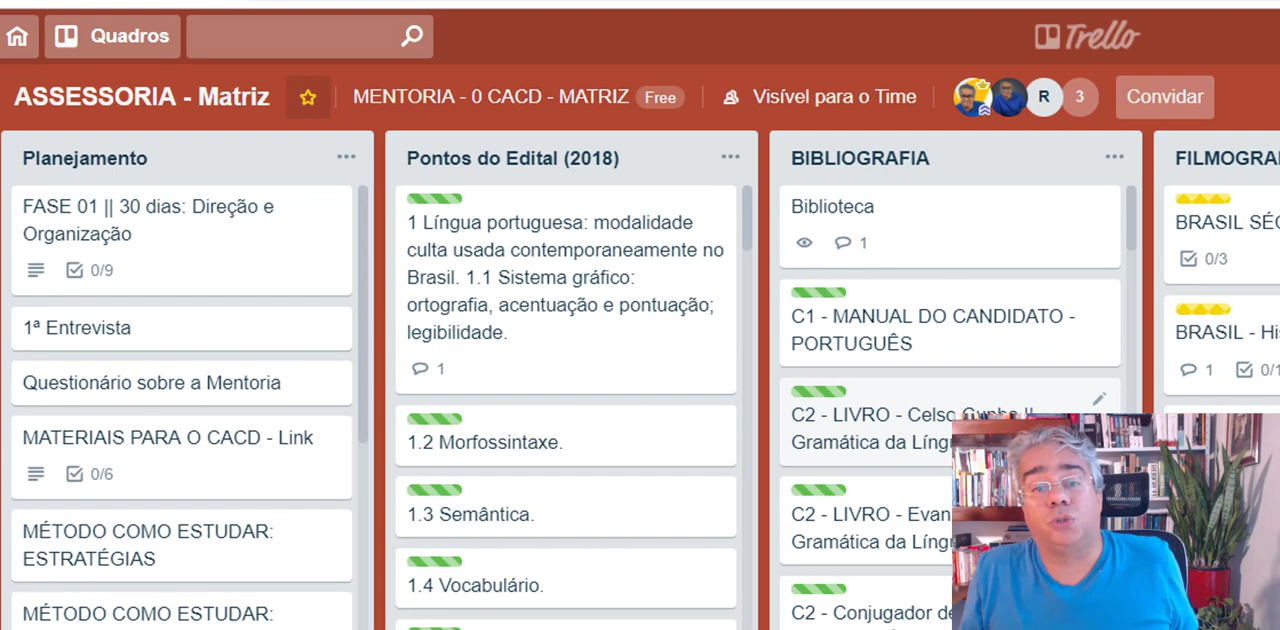 Quadros
Trello
ASSESSORIA - Matriz
MENTORIA - 0 CACD - MATRIZ Free
Visível para o Time
R
3
Convidar
Planejamento
FASE 01 || 30 dias: Direção e
Organização
0/9
1ª Entrevista
Questionário sobre a Mentoria
MATERIAIS PARA O CACD - Link
0/6
MÉTODO COMO ESTUDAR:
ESTRATÉGIAS
MÉTODO COMO ESTUDAR:
Pontos do Edital (2018)
1 Língua portuguesa: modalidade
culta usada contemporaneamente no
Brasil. 1.1 Sistema gráfico:
ortografia, acentuação e pontuação;
legibilidade.
1
1.2 Morfossintaxe.
1.3 Semântica.
1.4 Vocabulário.
BIBLIOGRAFIA
Biblioteca
1
C1 - MANUAL DO CANDIDATO -
PORTUGUÊS
C2 - LIVRO - Celso Cunha ||
Gramática da Língu
C2 - LIVRO - Evan
Gramática da Língu
C2 - Conjugador de
FILMOGRA
BRASIL SÉC
0/3
BRASIL - His
1
0/1